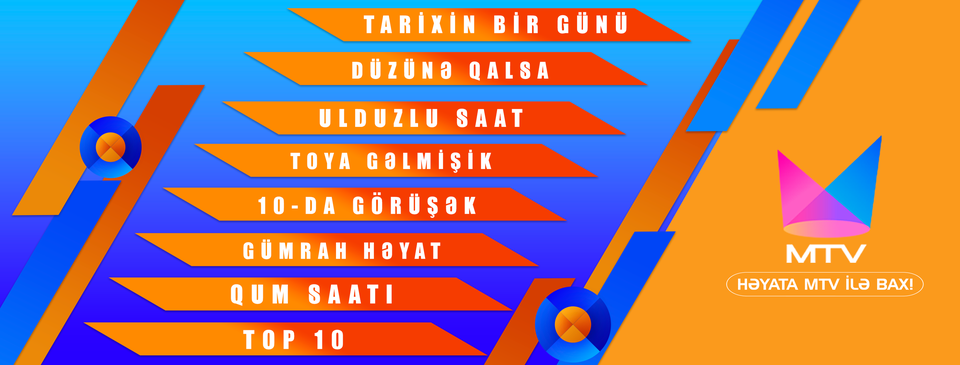 TARİXİN BİR GÜNÜ
DÜZÜNƏ QALSA
ULDUZLU SAAT
TOYA GƏLMİŞİK
10-DA GÖRÜŞƏK
GÜMRAH HƏYAT
QUM SAATI
TOP 10
MTV
HƏYATA MTV İLƏ BAX!